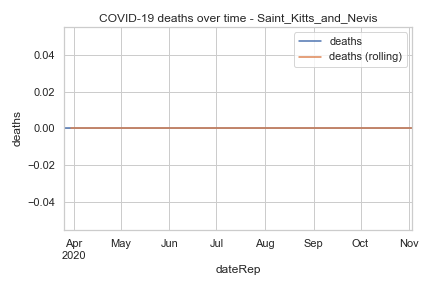 COVID-19 deaths over time - Saint_Kitts_and_Nevis
deaths
deaths (rolling)
0.04
0.02
0.00
−0.02
−0.04
deaths
Apr May Jun Jul Aug Sep Oct Nov
2020
dateRep